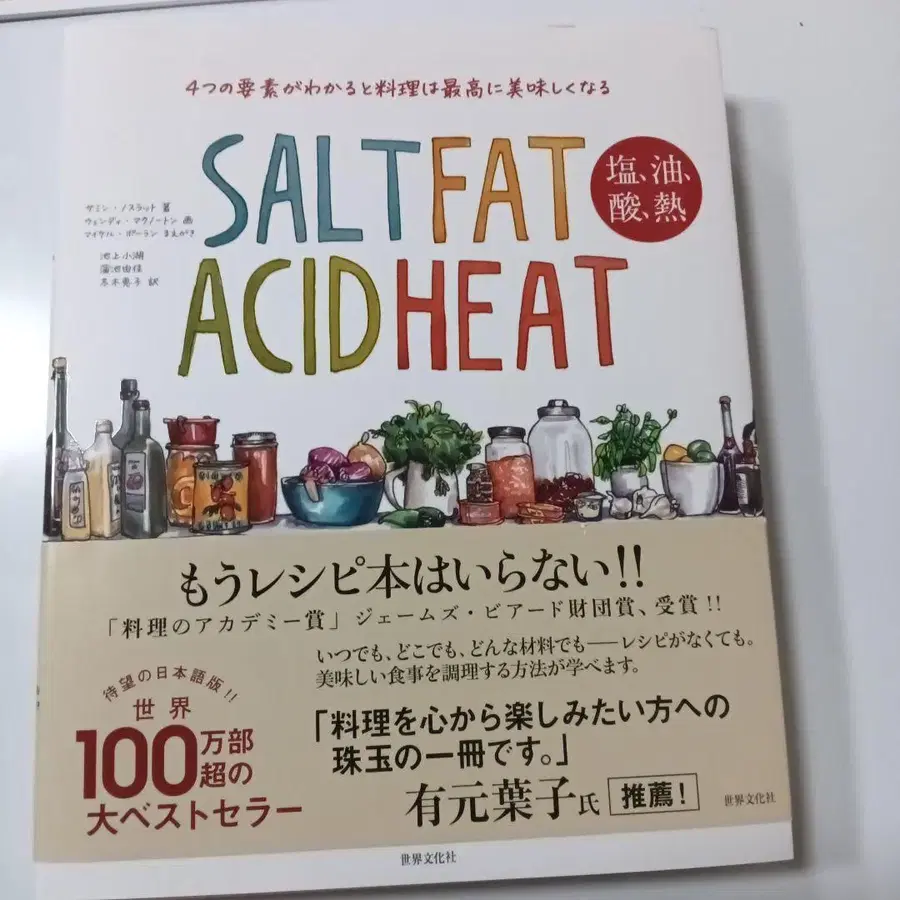 4つの要素がわかると料理は最高に美味しくなる
SALT FAT
ACID HEAT
塩、油、
酸、熱
サミン・ノスラット 著
ウェンディ・マクノートン 画
マイケル・ポーラン まえがき
池上小湖
蒲池由佳
もうレシピ本はいらない!!
「料理のアカデミー賞」ジェームズ・ビアード財団賞、受賞!!
いつでも、どこでも、どんな材料でも——レシピがなくても。
美味しい食事を調理する方法が学べます。
待望の日本語版!!
世界
100万部
超の
大ベストセラー
「料理を心から楽しみたい方への
珠玉の一冊です。」
有元葉子氏 推薦!
世界文化社
世界文化社